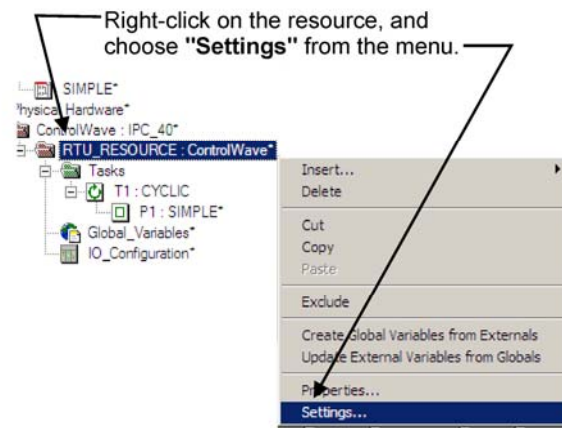 Right-click on the resource, and
choose "Settings" from the menu.
SIMPLE*
hysical Hardware*
ControlWave : IPC_40*
RTU_RESOURCE : ControlWave*
Tasks
T1 : CYCLIC
P1 : SIMPLE*
Global_Variables*
IO_Configuration*
Insert...
Delete
Cut
Copy
Paste
Exclude
Create Global Variables from Externals
Update External Variables from Globals
Properties...
Settings...